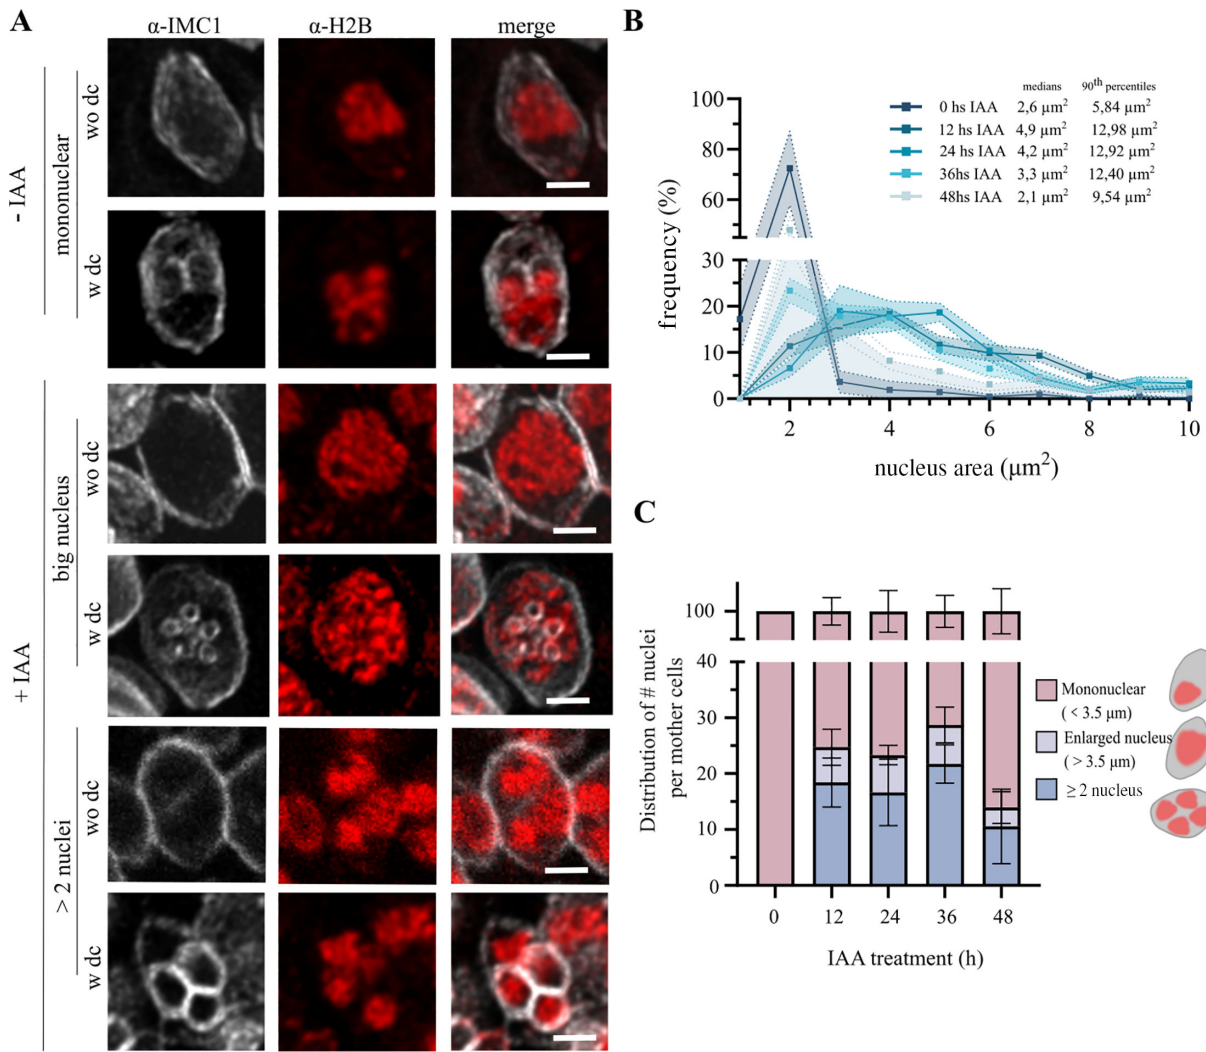 A
α-IMC1 α-H2B merge
- IAA
mononuclear
wo dc
w dc
+ IAA
big nucleus
wo dc
w dc
> 2 nuclei
wo dc
w dc
B
medians 90th percentiles
0 hs IAA 2,6 µm² 5,84 µm²
12 hs IAA 4,9 µm² 12,98 µm²
24 hs IAA 4,2 µm² 12,92 µm²
36hs IAA 3,3 µm² 12,40 µm²
48hs IAA 2,1 µm² 9,54 µm²
frequency (%)
100
80
60
30
20
10
0
2 4 6 8 10
nucleus area (µm²)
C
Distribution of # nuclei
per mother cells
100
40
30
20
10
0
0 12 24 36 48
IAA treatment (h)
Mononuclear
( < 3.5 µm)
Enlarged nucleus
( > 3.5 µm)
≥ 2 nucleus